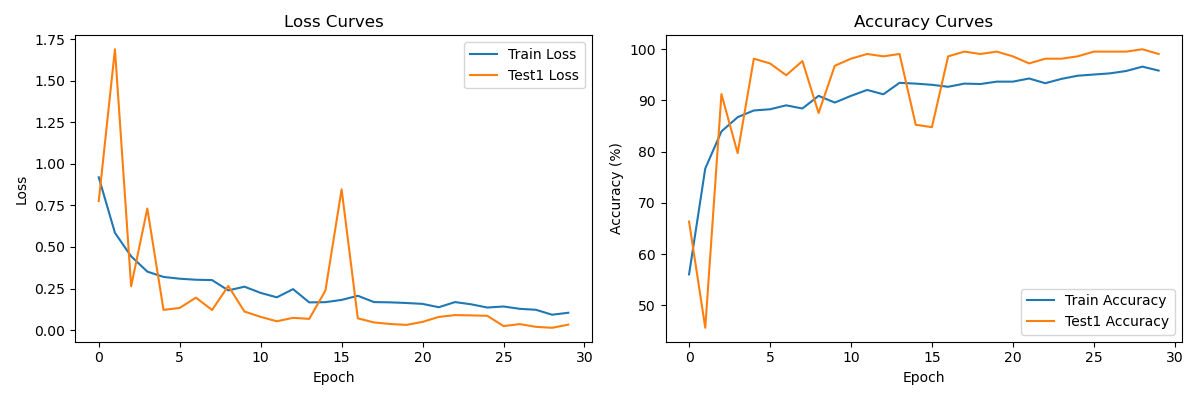 Loss Curves
1.75
1.50
1.25
1.00
0.75
0.50
0.25
0.00
Loss
Train Loss
Test1 Loss
0 5 10 15 20 25 30
Epoch
Accuracy Curves
100
90
80
70
60
50
Accuracy (%)
Train Accuracy
Test1 Accuracy
0 5 10 15 20 25 30
Epoch